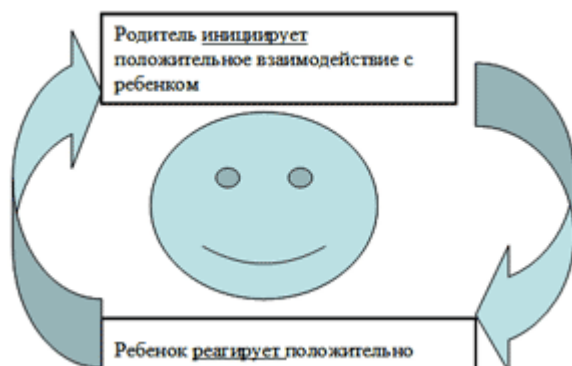 Родитель инициирует
положительное взаимодействие с
ребенком
Ребенок реагирует положительно